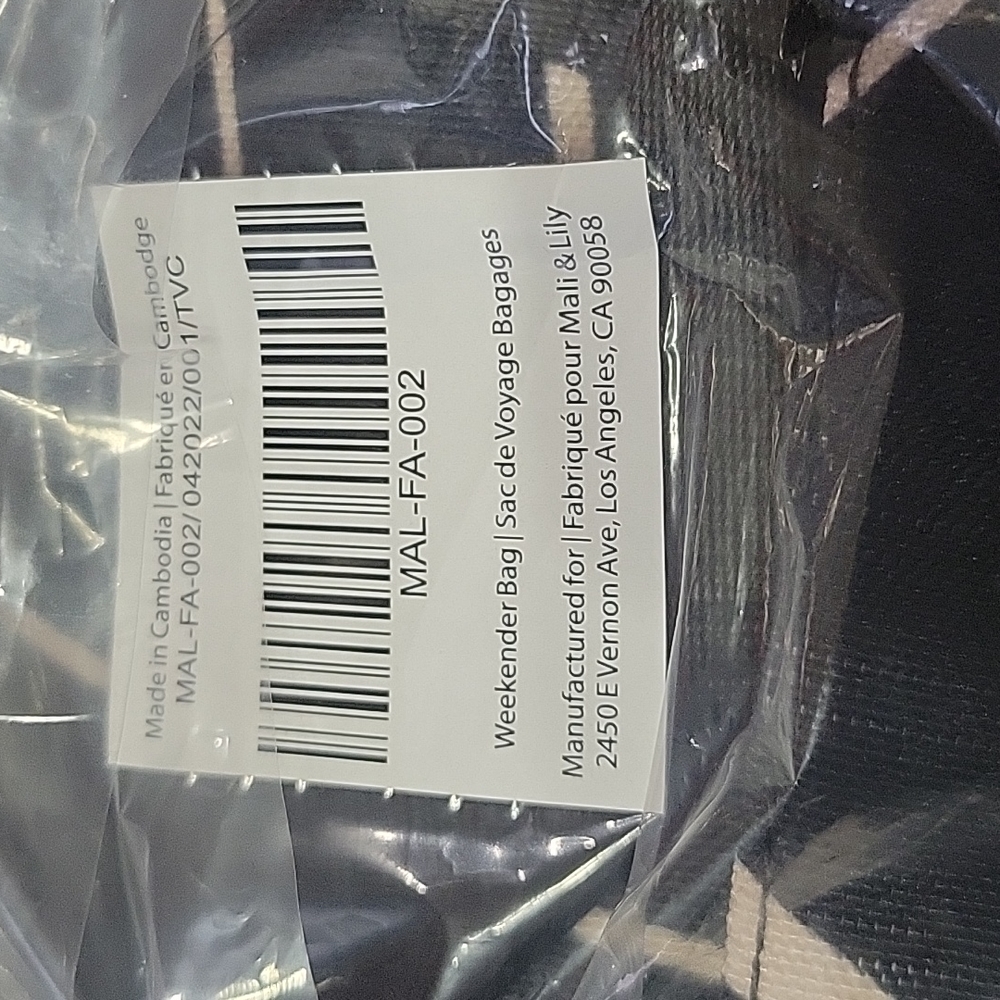 Made in Cambodia | Fabriqué en Cambodge
MAL-FA-002/042022/001/TVC
MAL-FA-002
Weekender Bag | Sac de Voyage Bagages
Manufactured for | Fabriqué pour Mali & Lily
2450 E Vernon Ave, Los Angeles, CA 90058